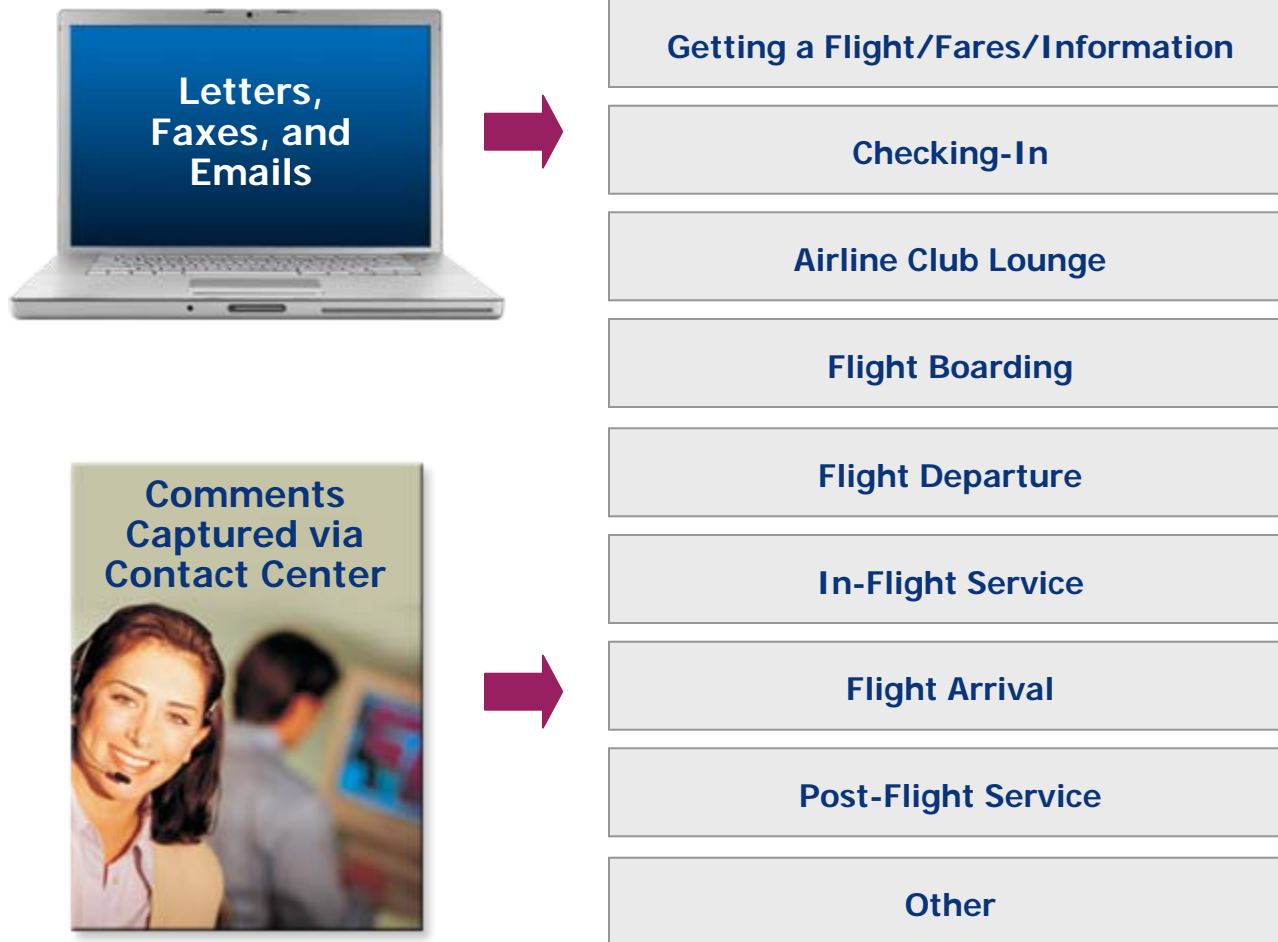 Letters,
Faxes, and
Emails
Comments
Captured via
Contact Center
Getting a Flight/Fares/Information
Checking-In
Airline Club Lounge
Flight Boarding
Flight Departure
In-Flight Service
Flight Arrival
Post-Flight Service
Other